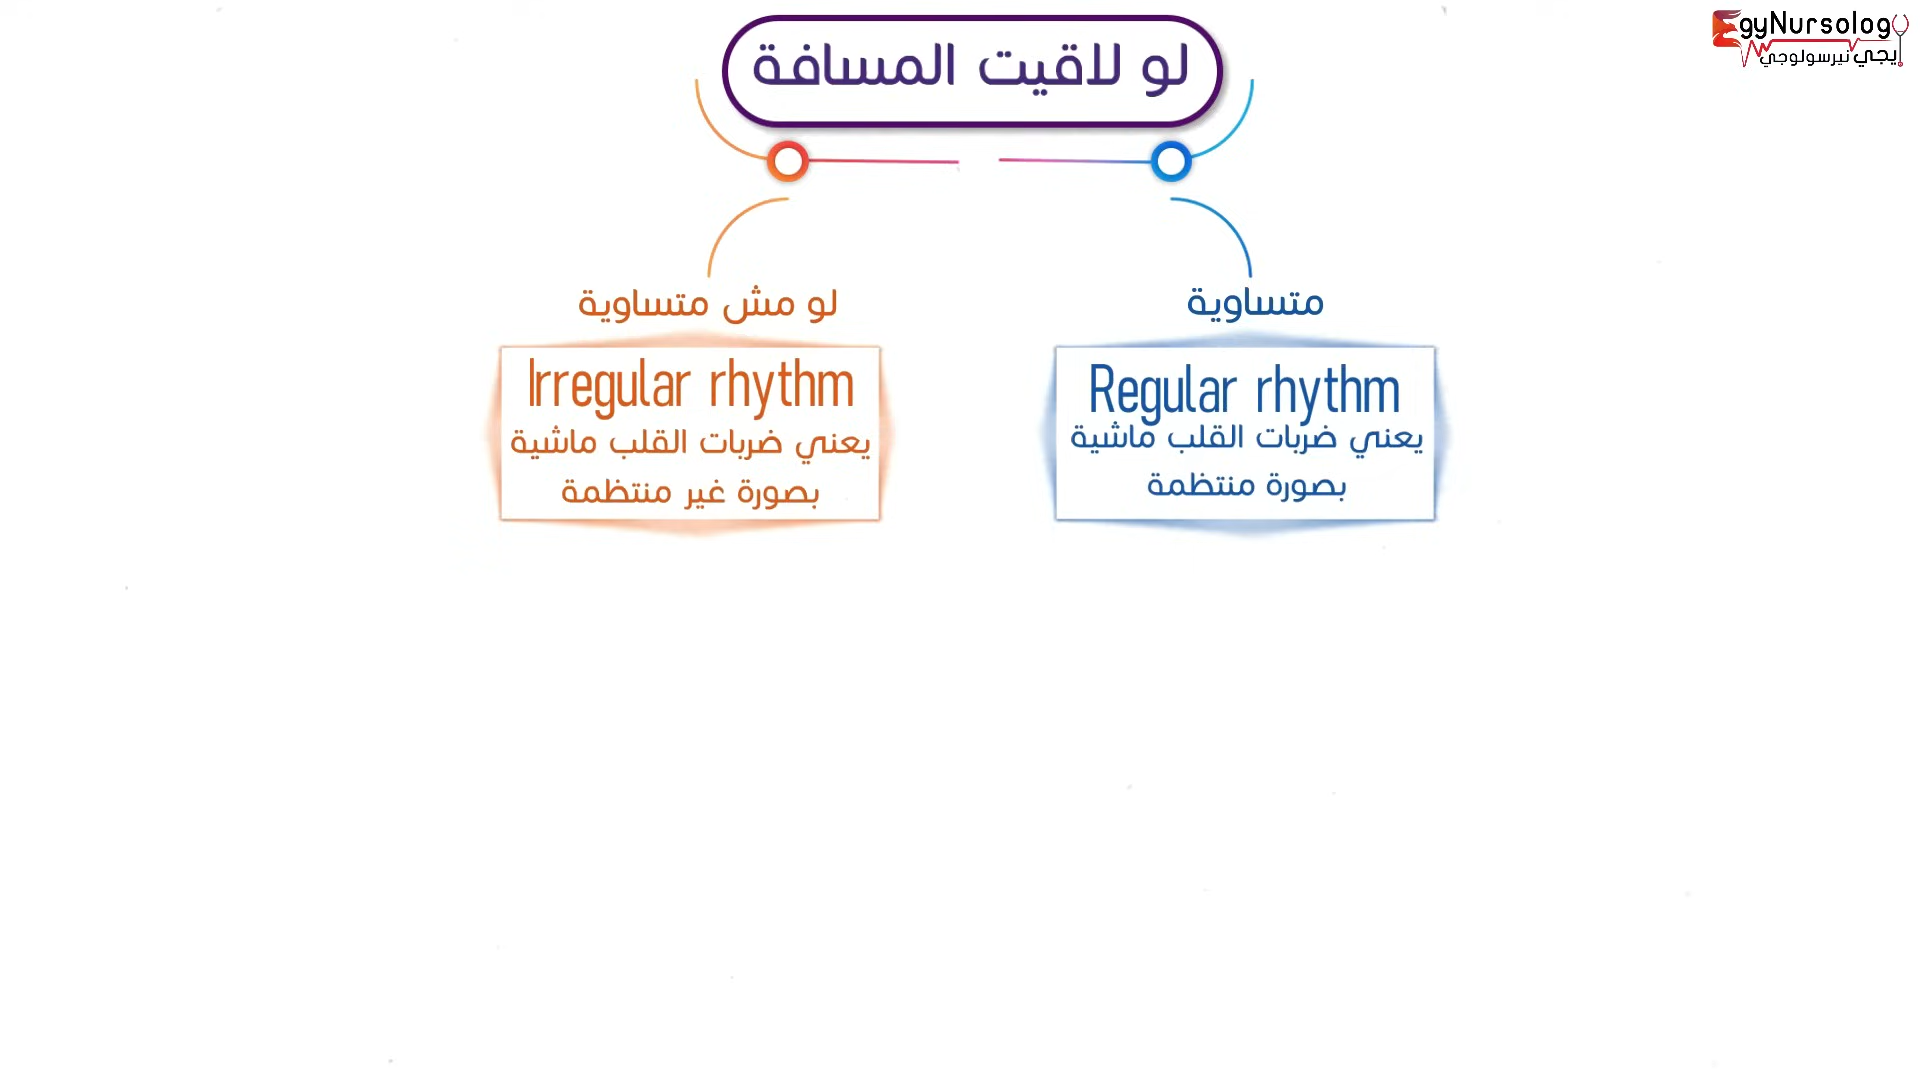 EgyNursology
إيجي نيرسولوجي
لو لاقيت المسافة
متساوية
Regular rhythm
يعني ضربات القلب ماشية
بصورة منتظمة
لو مش متساوية
Irregular rhythm
يعني ضربات القلب ماشية
بصورة غير منتظمة